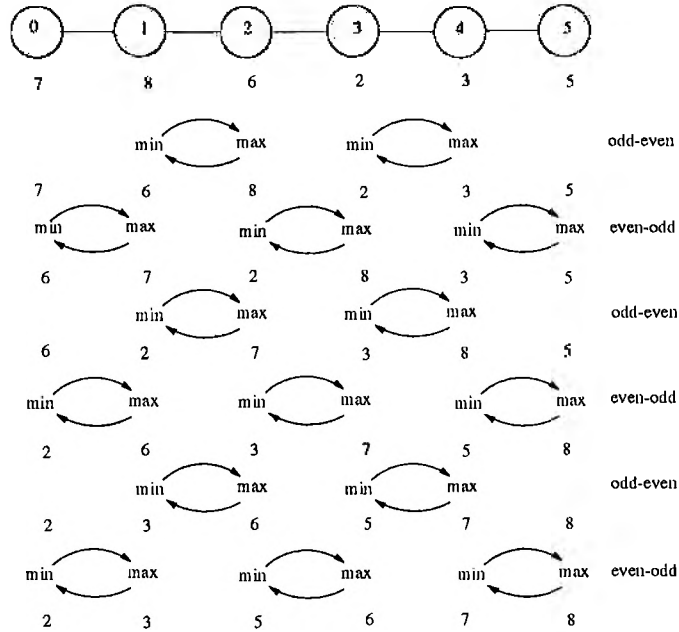 0 1 2 3 4 5
7 8 6 2 3 5
min max min max odd-even
7 6 8 2 3 5
min max min max min max even-odd
6 7 2 8 3 5
min max min max odd-even
6 2 7 3 8 5
min max min max min max even-odd
2 6 3 7 5 8
min max min max odd-even
2 3 6 5 7 8
min max min max min max even-odd
2 3 5 6 7 8